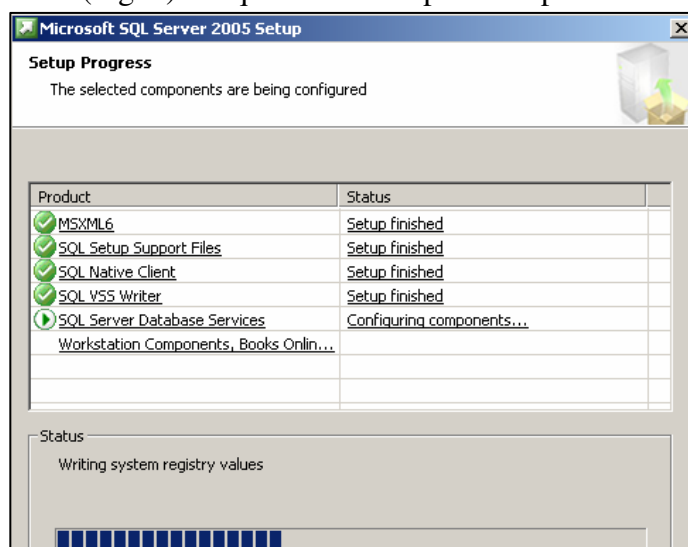 Microsoft SQL Server 2005 Setup
Setup Progress
The selected components are being configured
Product Status
MSXML6 Setup finished
SQL Setup Support Files Setup finished
SQL Native Client Setup finished
SQL VSS Writer Setup finished
SQL Server Database Services Configuring components...
Workstation Components, Books Onlin...
Status
Writing system registry values